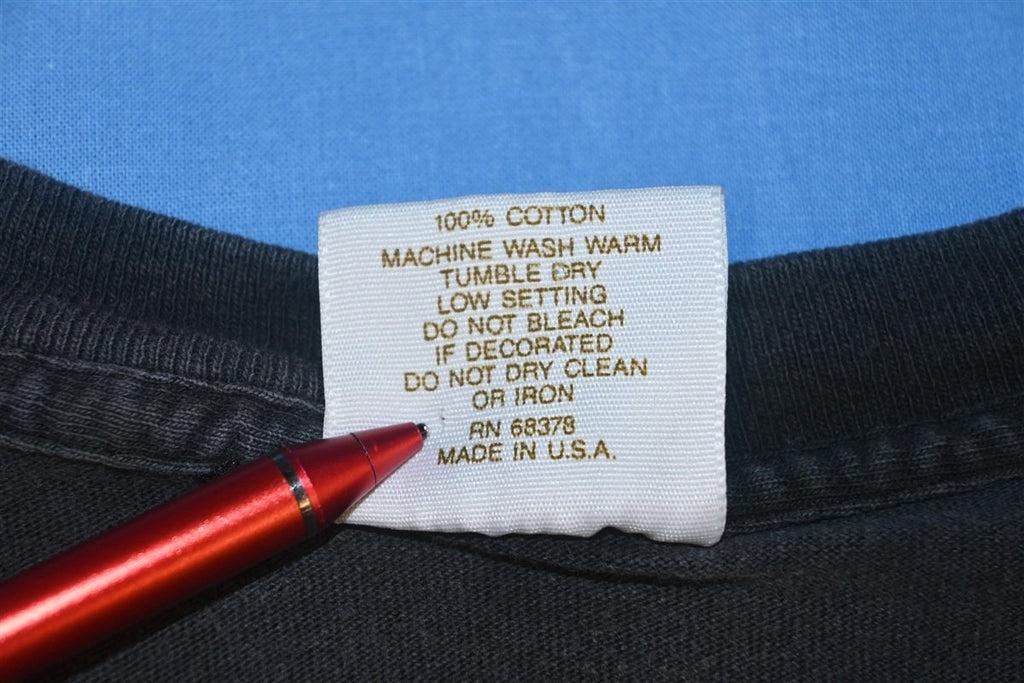 100% COTTON
MACHINE WASH WARM
TUMBLE DRY
LOW SETTING
DO NOT BLEACH
IF DECORATED
DO NOT DRY CLEAN
OR IRON
RN 68378
MADE IN U.S.A.